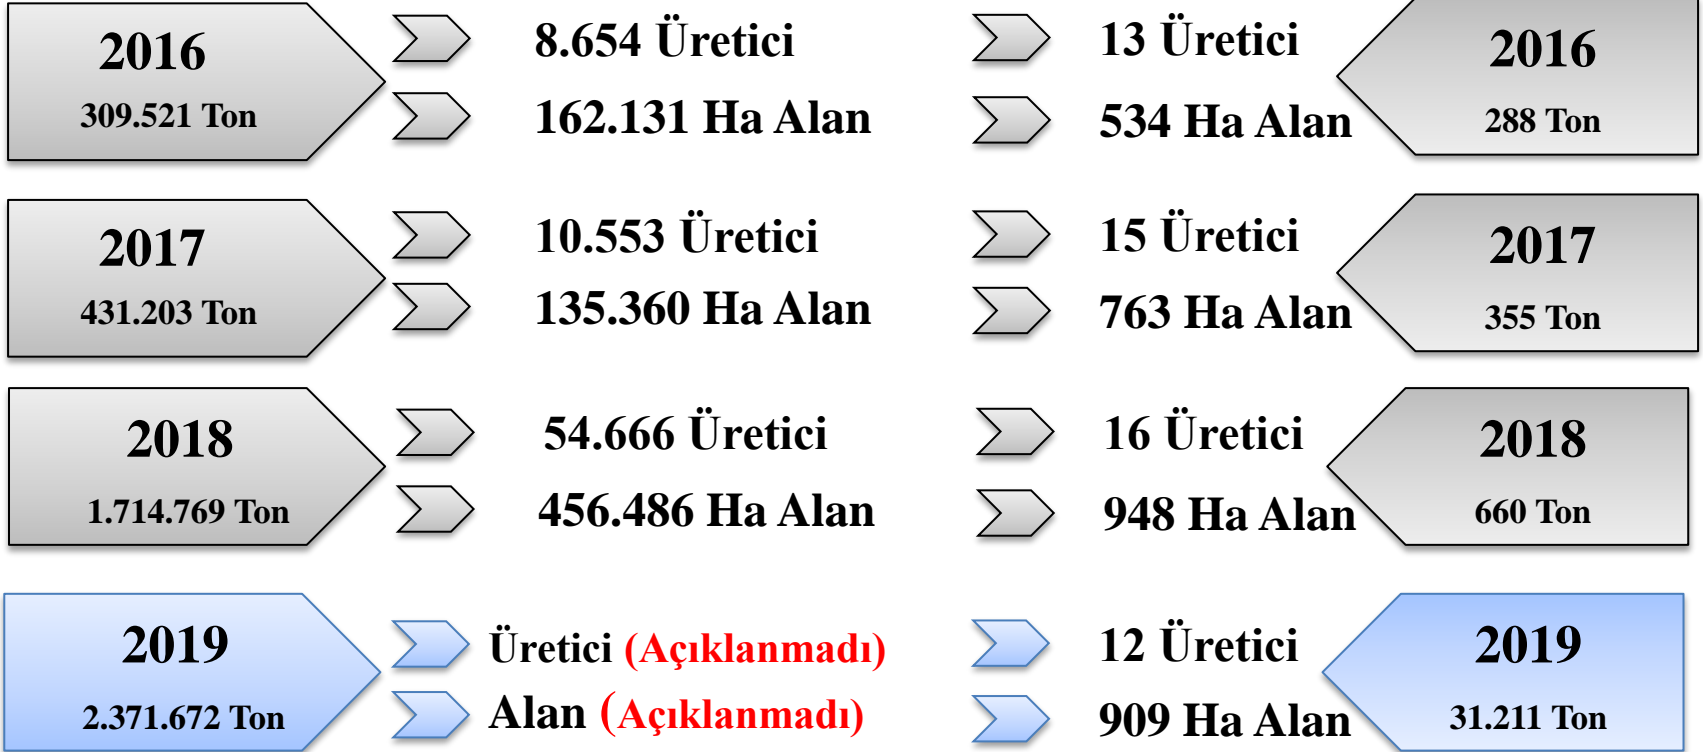 2016
309.521 Ton
8.654 Üretici
162.131 Ha Alan
13 Üretici
534 Ha Alan
2016
288 Ton
2017
431.203 Ton
10.553 Üretici
135.360 Ha Alan
15 Üretici
763 Ha Alan
2017
355 Ton
2018
1.714.769 Ton
54.666 Üretici
456.486 Ha Alan
16 Üretici
948 Ha Alan
2018
660 Ton
2019
2.371.672 Ton
Üretici (Açıklanmadı)
Alan (Açıklanmadı)
12 Üretici
909 Ha Alan
2019
31.211 Ton